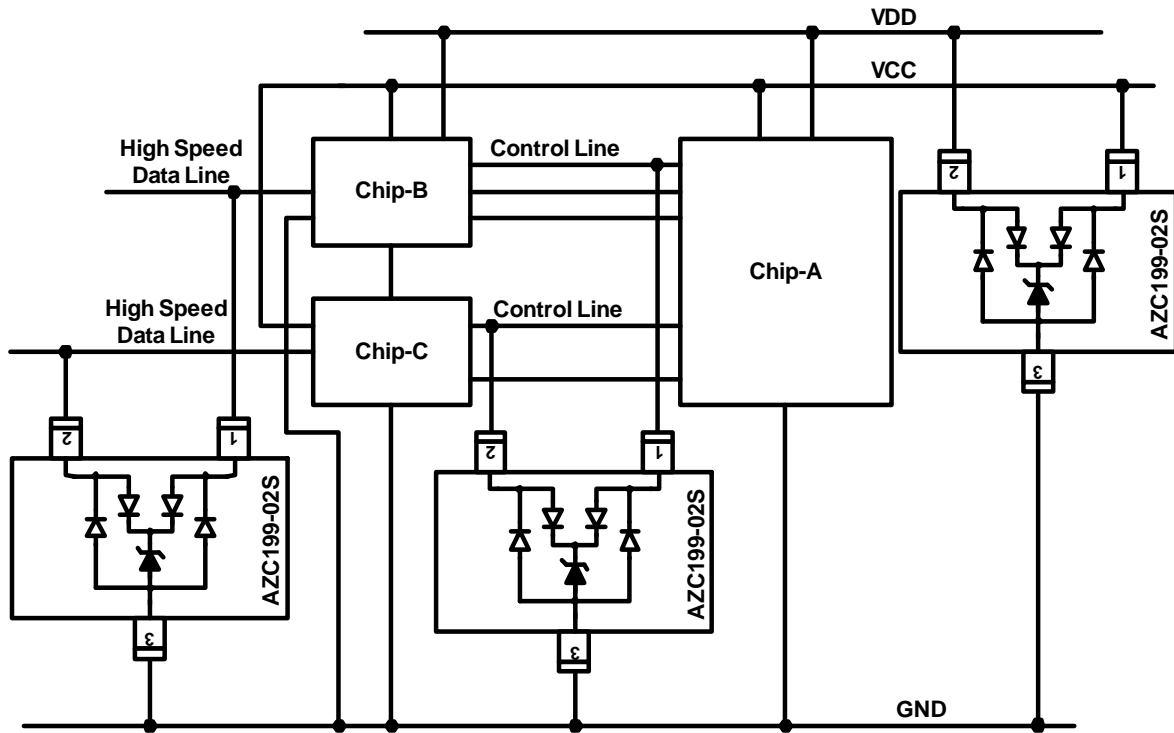 VDD
VCC
High Speed
Data Line
Control Line
Chip-B
2
1
AZC199-02S
Chip-A
High Speed
Data Line
Control Line
Chip-C
3
2
1
AZC199-02S
2
1
AZC199-02S
3
3
GND